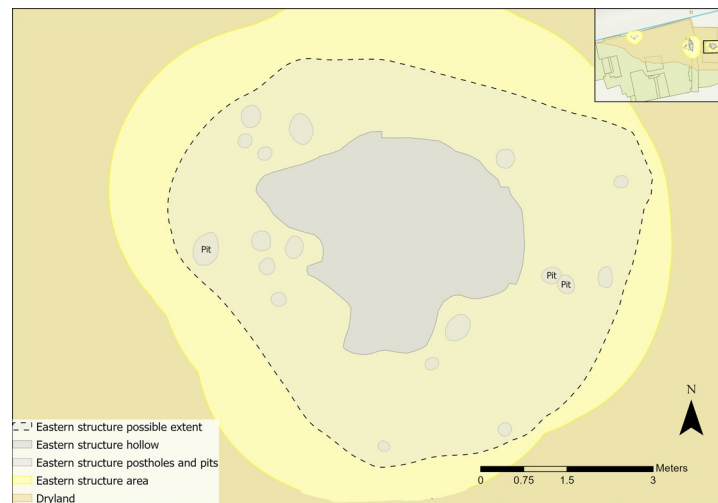 Pit
Pit
Pit
N
Eastern structure possible extent
Eastern structure hollow
Eastern structure postholes and pits
Eastern structure area
Dryland
Meters
0 0.75 1.5 3